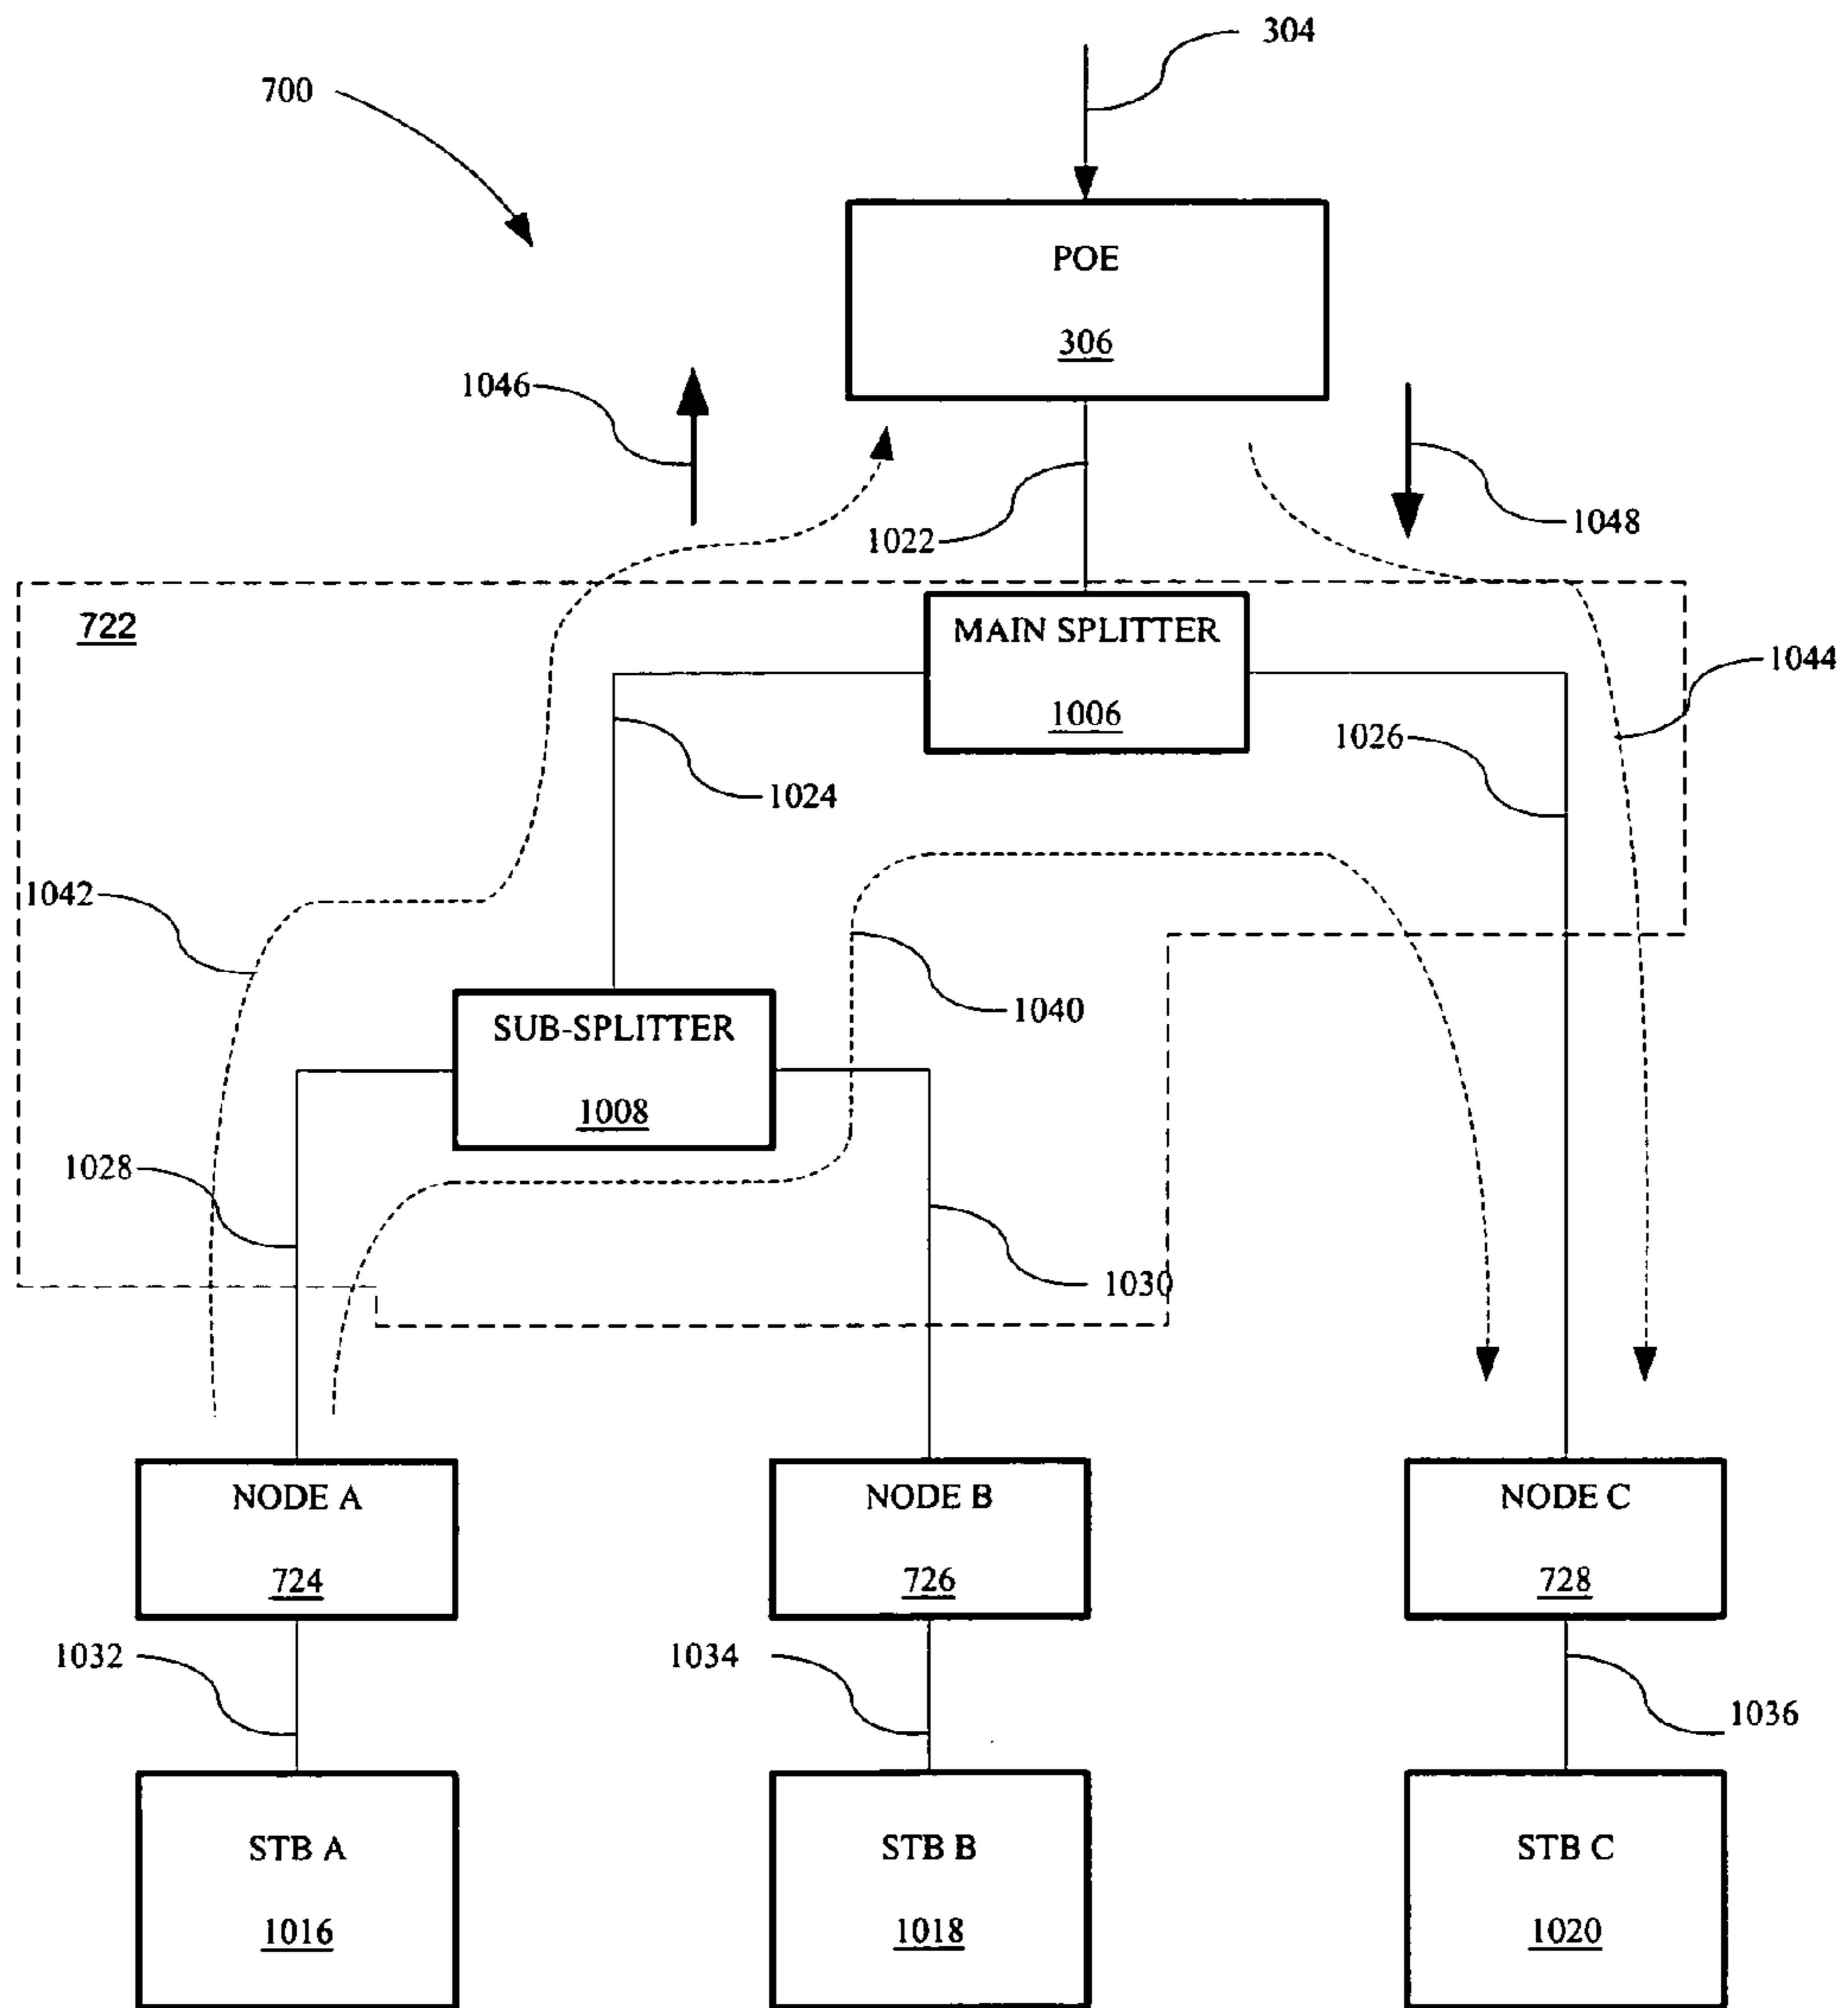 304
700
POE
306
1046
1048
1022
722
MAIN SPLITTER
1006
1044
1026
1024
1042
1040
SUB-SPLITTER
1008
1028
1030
NODE A
724
NODE B
726
NODE C
728
1032
1034
1036
STB A
1016
STB B
1018
STB C
1020